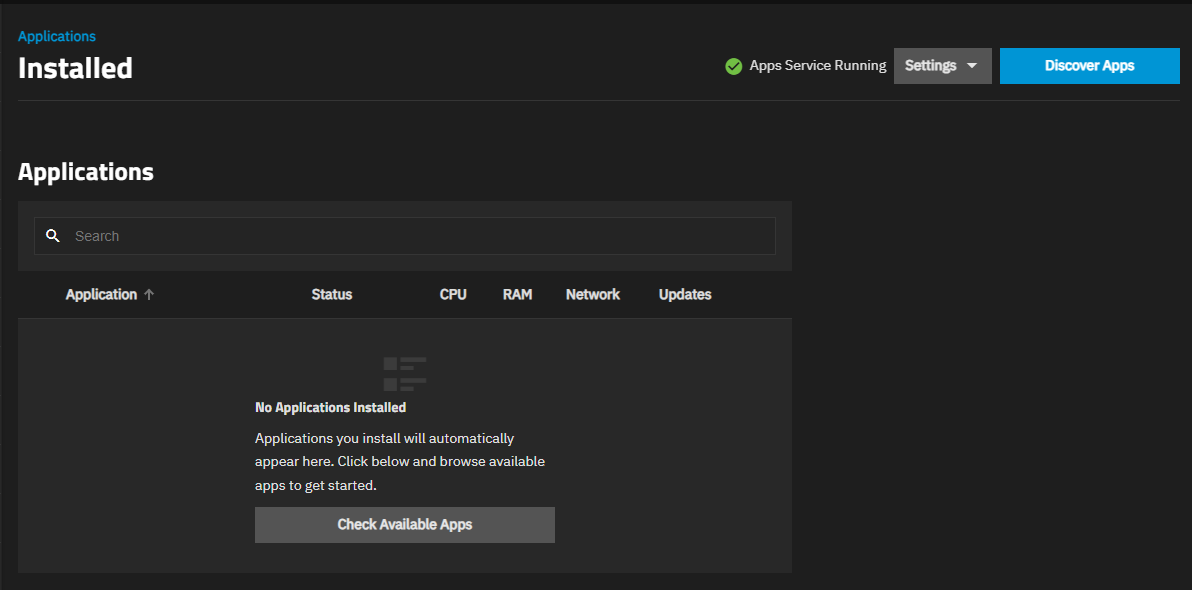 Applications
Installed
Apps Service Running
Settings
Discover Apps
Applications
Search
Application
Status
CPU
RAM
Network
Updates
No Applications Installed
Applications you install will automatically
appear here. Click below and browse available
apps to get started.
Check Available Apps